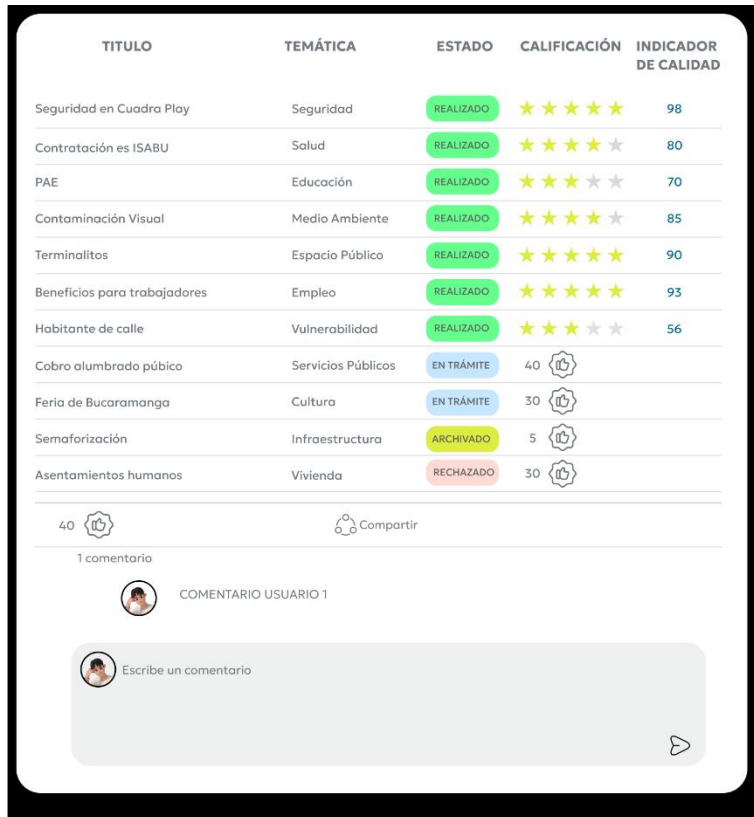 TITULO TEMÁTICA ESTADO CALIFICACIÓN INDICADOR
DE CALIDAD
Seguridad en Cuadra Play Seguridad REALIZADO 98
Contratación es ISABU Salud REALIZADO 80
PAE Educación REALIZADO 70
Contaminación Visual Medio Ambiente REALIZADO 85
Terminalitos Espacio Público REALIZADO 90
Beneficios para trabajadores Empleo REALIZADO 93
Habitante de calle Vulnerabilidad REALIZADO 56
Cobro alumbrado púbico Servicios Públicos EN TRÁMITE 40
Feria de Bucaramanga Cultura EN TRÁMITE 30
Semaforización Infraestructura ARCHIVADO 5
Asentamientos humanos Vivienda RECHAZADO 30
40 Compartir
1 comentario
COMENTARIO USUARIO 1
Escribe un comentario